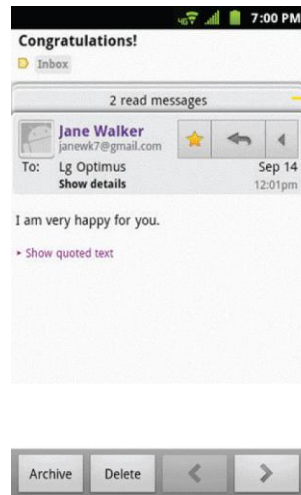 4G 7:00 PM
Congratulations!
Inbox
2 read messages
Jane Walker
janewk7@gmail.com
To: Lg Optimus Sep 14
Show details 12:01pm
I am very happy for you.
▸ Show quoted text
Archive Delete